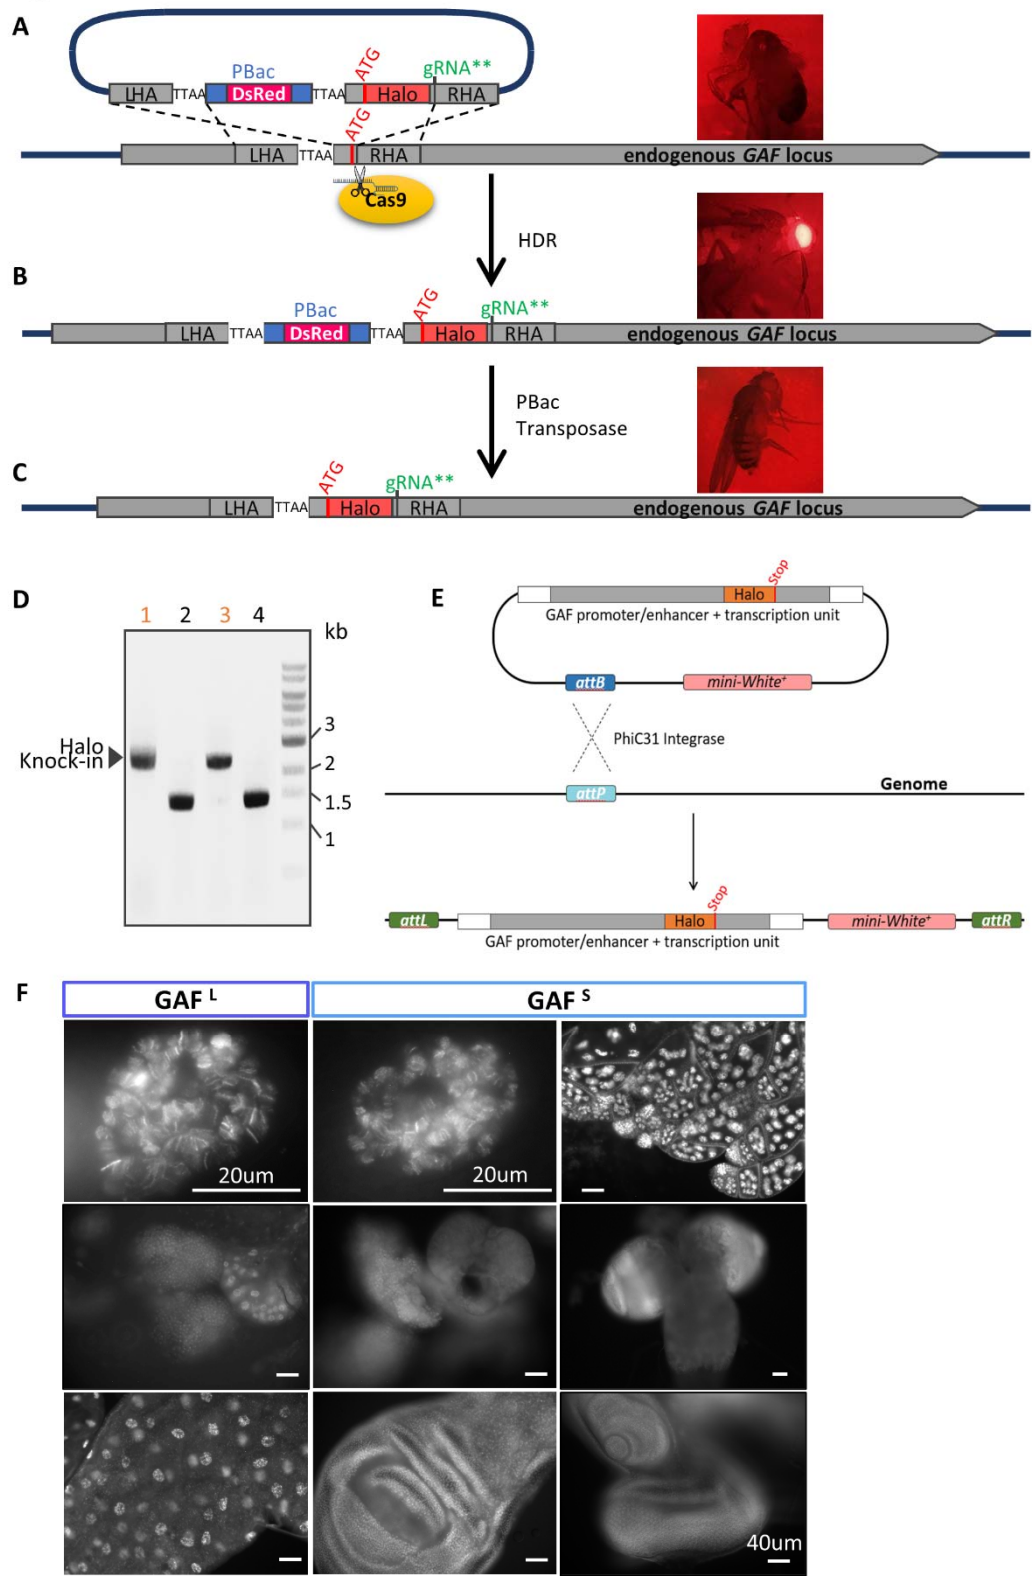 A
ATG
gRNA**
PBac
LHA TTAA DsRed TTAA Halo RHA
ATG
LHA TTAA RHA endogenous GAF locus
Cas9
HDR
B
ATG
gRNA**
PBac
LHA TTAA DsRed TTAA Halo RHA endogenous GAF locus
PBac
Transposase
C
ATG
gRNA**
LHA TTAA Halo RHA endogenous GAF locus
D
1 2 3 4 kb
Halo
Knock-in
3
2
1.5
1
E
Stop
Halo
GAF promoter/enhancer + transcription unit
attB mini-White+
PhiC31 Integrase
Genome
attP
Stop
attL Halo mini-White+ attR
GAF promoter/enhancer + transcription unit
F
GAF L GAF S
20um 20um
40um